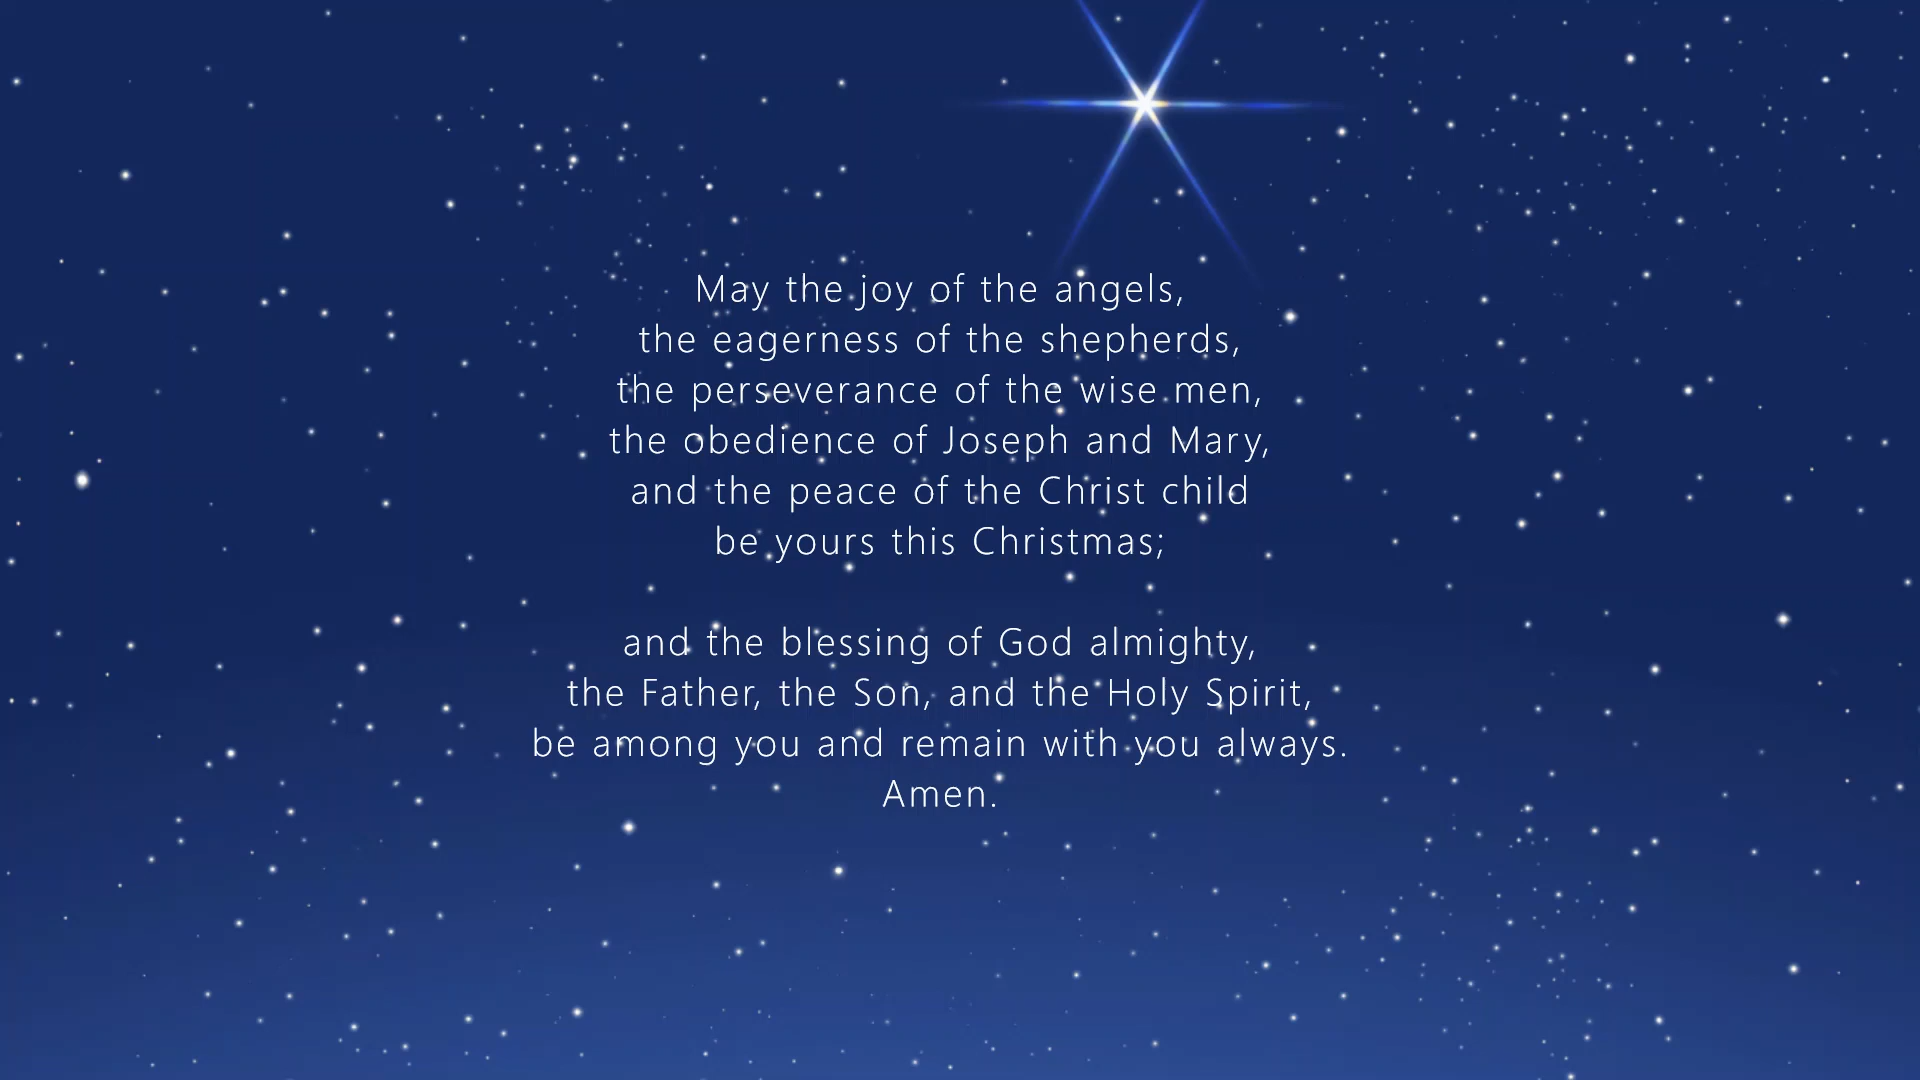 May the joy of the angels,
the eagerness of the shepherds,
the perseverance of the wise men,
the obedience of Joseph and Mary,
and the peace of the Christ child
be yours this Christmas;
and the blessing of God almighty,
the Father, the Son, and the Holy Spirit,
be among you and remain with you always.
Amen.